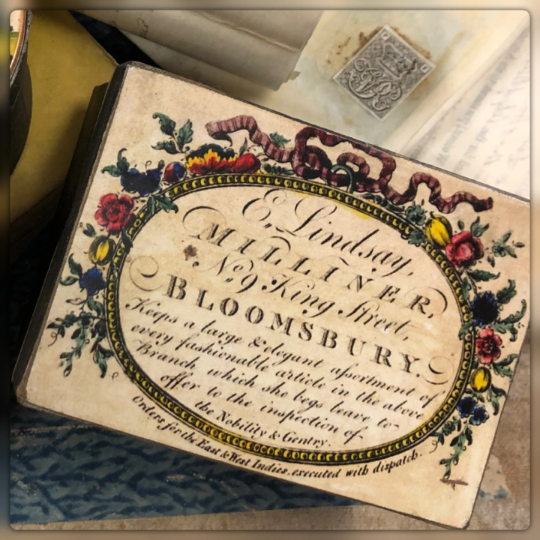 E, Lindsay,
MILLINER,
No. 9 King Street,
BLOOMSBURY.
Keeps a large & elegant aſsortment of
every fashionable article in the above
Branch, which she begs leave to
offer to the inspection of
the Nobility & Gentry.
Orders for the East & West Indies, executed with dispatch.